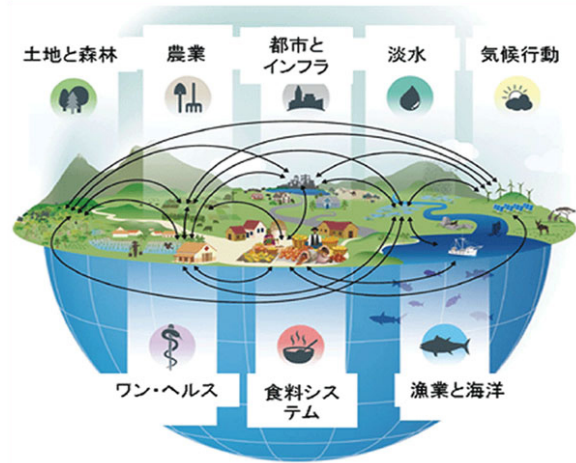 土地と森林
農業
都市と
インフラ
淡水
気候行動
ワン・ヘルス
食料シス
テム
漁業と海洋